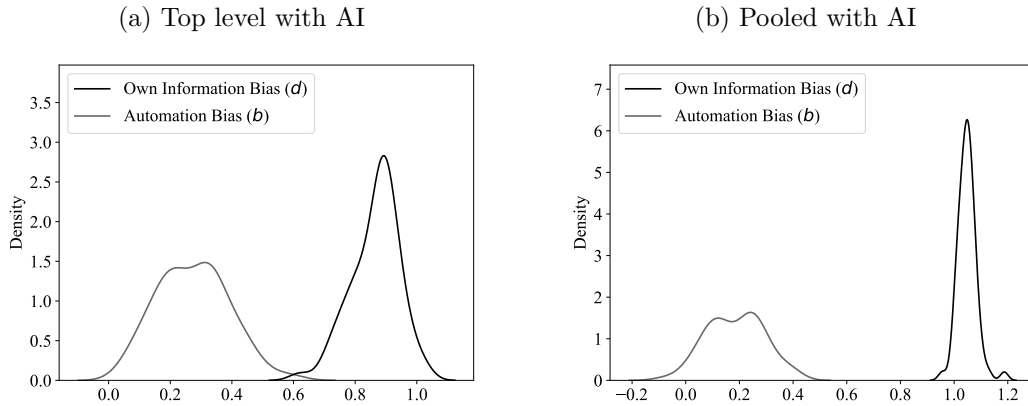 (a) Top level with AI
(b) Pooled with AI
Own Information Bias (d)
Automation Bias (b)
Density
3.5
3.0
2.5
2.0
1.5
1.0
0.5
0.0
0.0 0.2 0.4 0.6 0.8 1.0
Own Information Bias (d)
Automation Bias (b)
Density
7
6
5
4
3
2
1
0
−0.2 0.0 0.2 0.4 0.6 0.8 1.0 1.2